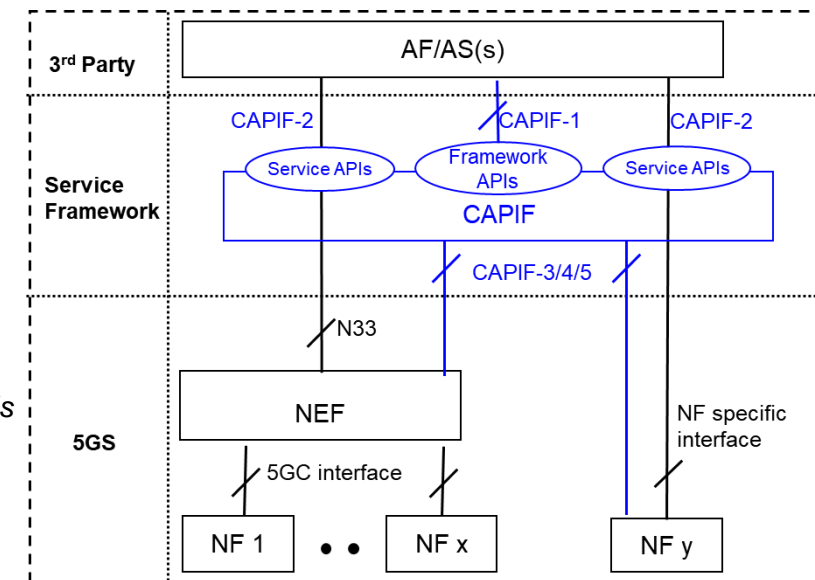 3rd Party
AF/AS(s)
CAPIF-2
CAPIF-1
CAPIF-2
Service APIs
Framework
APIs
Service APIs
Service
Framework
CAPIF
CAPIF-3/4/5
N33
s
5GS
NEF
NF specific
interface
5GC interface
NF 1
NF x
NF y